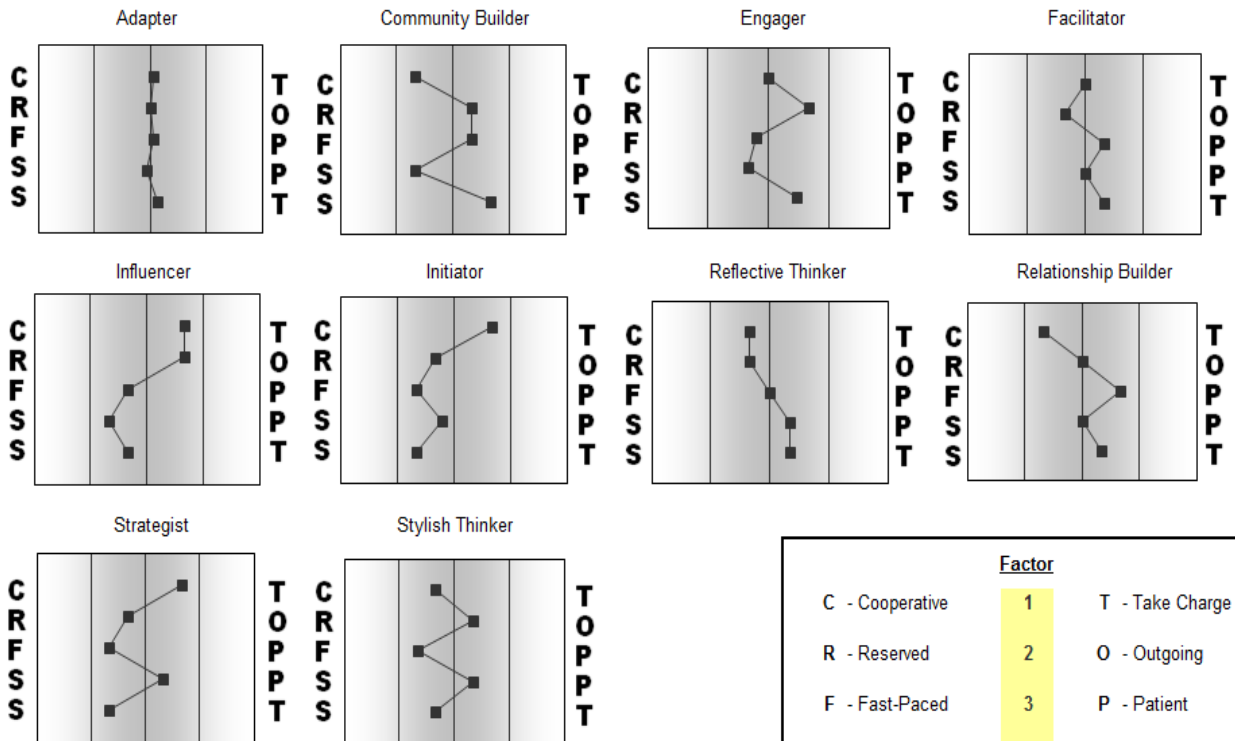 Adapter
Community Builder
Engager
Facilitator
C
R
F
S
S
T
O
P
P
T
C
R
F
S
S
T
O
P
P
T
C
R
F
S
S
T
O
P
P
T
C
R
F
S
S
T
O
P
P
T
Influencer
Initiator
Reflective Thinker
Relationship Builder
C
R
F
S
S
T
O
P
P
T
C
R
F
S
S
T
O
P
P
T
C
R
F
S
S
T
O
P
P
T
C
R
F
S
S
T
O
P
P
T
Strategist
Stylish Thinker
C
R
F
S
S
T
O
P
P
T
C
R
F
S
S
T
O
P
P
T
Factor
C - Cooperative 1 T - Take Charge
R - Reserved 2 O - Outgoing
F - Fast-Paced 3 P - Patient